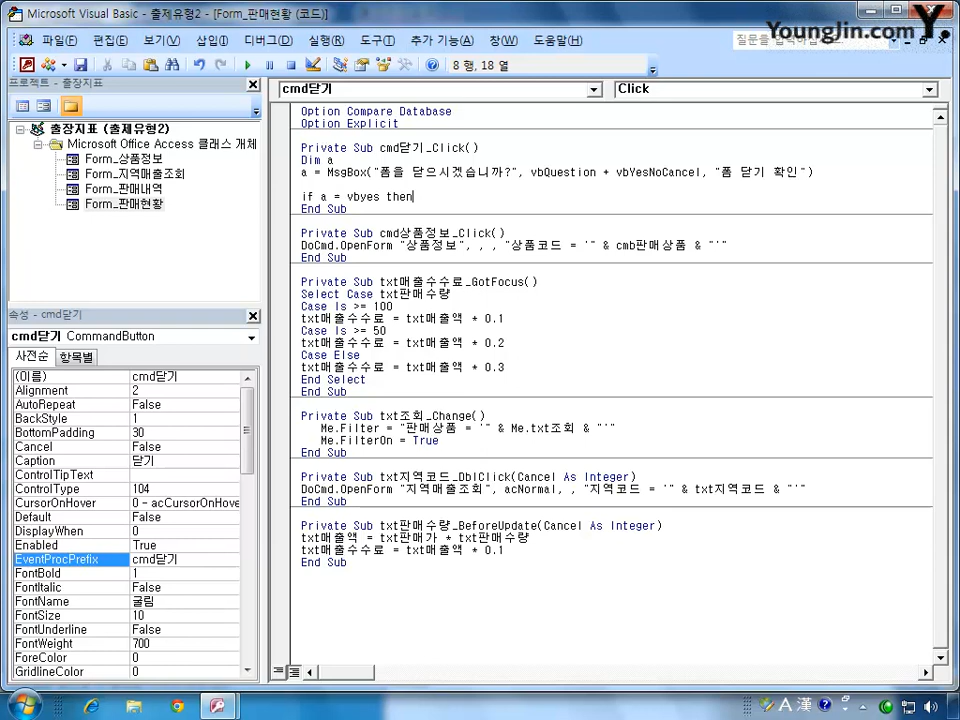 Microsoft Visual Basic - 출제유형2 - [Form_판매현황 (코드)]
YoungJin.com Y
파일(F) 편집(E) 보기(V) 삽입(I) 디버그(D) 실행(R) 도구(T) 추가 기능(A) 창(W) 도움말(H)
8 행, 18 열
프로젝트 - 출장지표
출장지표 (출제유형2)
Microsoft Office Access 클래스 개체
Form_상품정보
Form_지역매출조회
Form_판매내역
Form_판매현황
속성 - cmd닫기
cmd닫기 CommandButton
사전순 항목별
(이름) cmd닫기
Alignment 2
AutoRepeat False
BackStyle 1
BottomPadding 30
Cancel False
Caption 닫기
ControlTipText
ControlType 104
CursorOnHover 0 - acCursorOnHove
Default False
DisplayWhen 0
Enabled True
EventProcPrefix cmd닫기
FontBold 1
FontItalic False
FontName 굴림
FontSize 10
FontUnderline False
FontWeight 700
ForeColor 0
GridlineColor 0
cmd닫기 Click
Option Compare Database
Option Explicit
Private Sub cmd닫기_Click()
Dim a
a = MsgBox("폼을 닫으시겠습니까?", vbQuestion + vbYesNoCancel, "폼 닫기 확인")
if a = vbyes then
End Sub
Private Sub cmd상품정보_Click()
DoCmd.OpenForm "상품정보", , , "상품코드 = '" & cmb판매상품 & "'"
End Sub
Private Sub txt매출수수료_GotFocus()
Select Case txt판매수량
Case Is >= 100
txt매출수수료 = txt매출액 * 0.1
Case Is >= 50
txt매출수수료 = txt매출액 * 0.2
Case Else
txt매출수수료 = txt매출액 * 0.3
End Select
End Sub
Private Sub txt조회_Change()
Me.Filter = "판매상품 = '" & Me.txt조회 & "'"
Me.FilterOn = True
End Sub
Private Sub txt지역코드_DblClick(Cancel As Integer)
DoCmd.OpenForm "지역매출조회", acNormal, , "지역코드 = '" & txt지역코드 & "'"
End Sub
Private Sub txt판매수량_BeforeUpdate(Cancel As Integer)
txt매출액 = txt판매가 * txt판매수량
txt매출수수료 = txt매출액 * 0.1
End Sub
A 漢